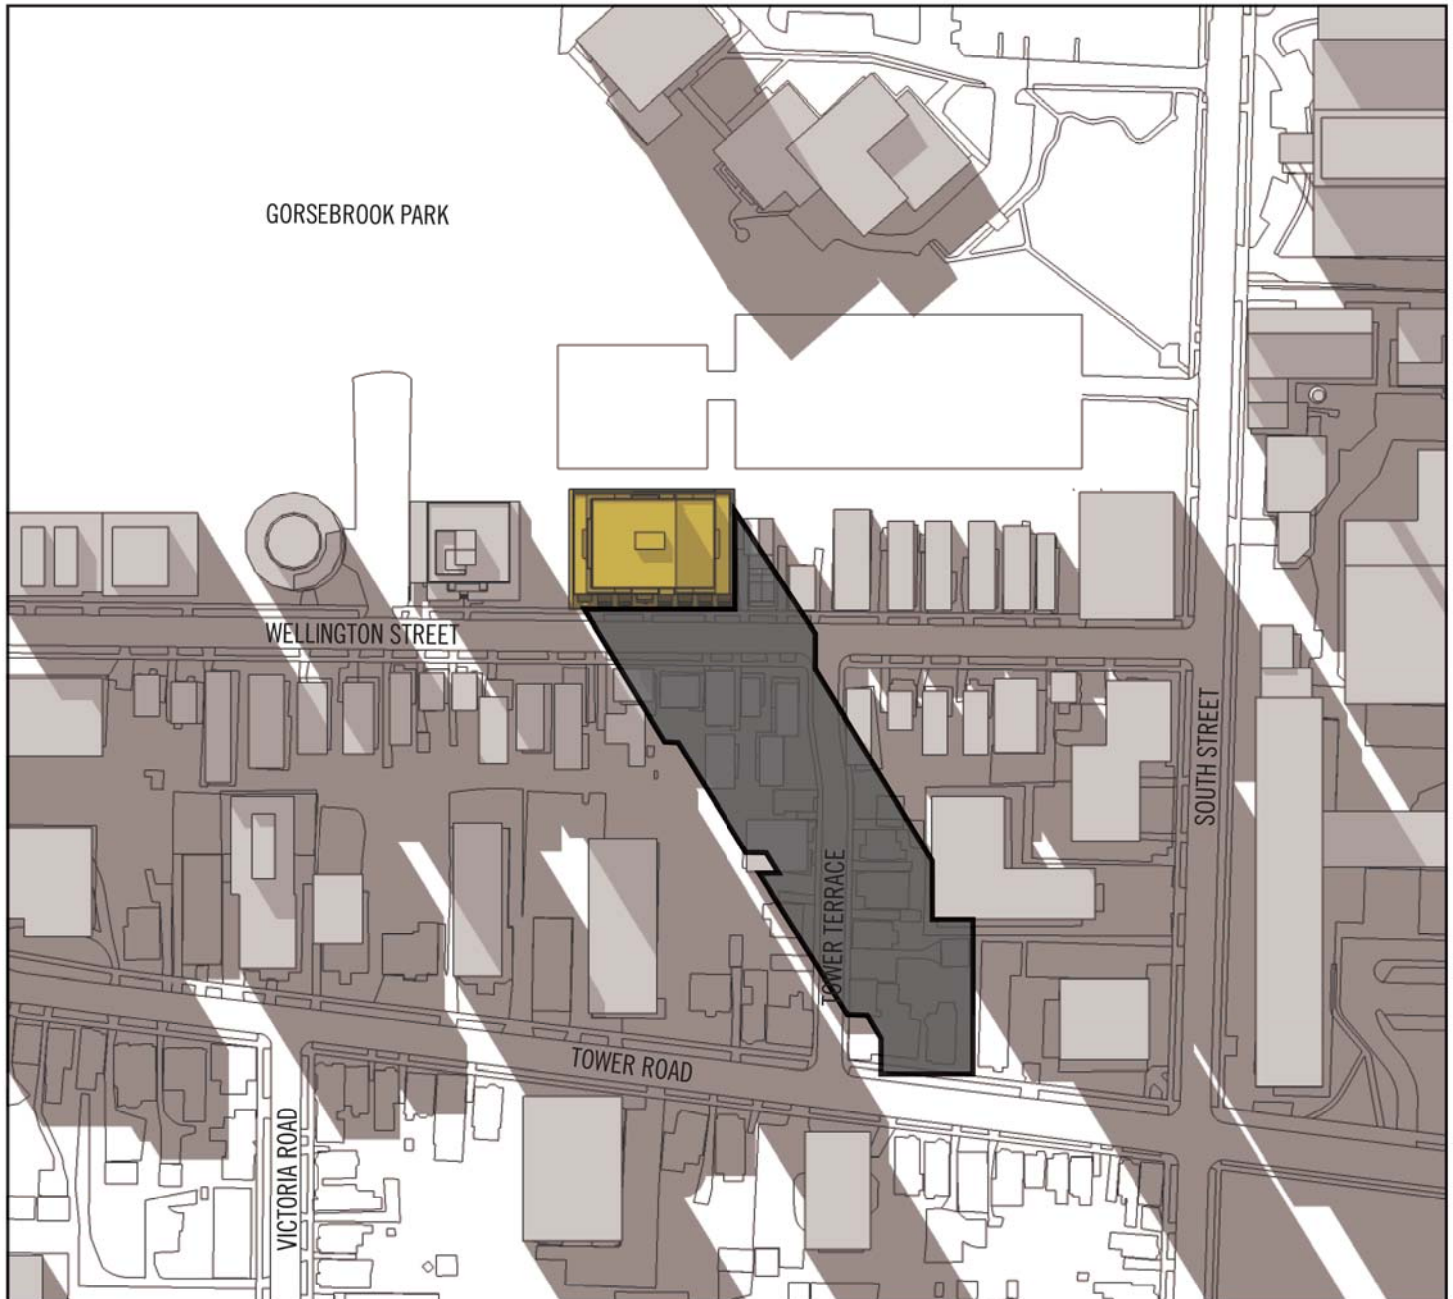 GORSEBROOK PARK
WELLINGTON STREET
SOUTH STREET
TOWER TERRACE
TOWER ROAD
VICTORIA ROAD